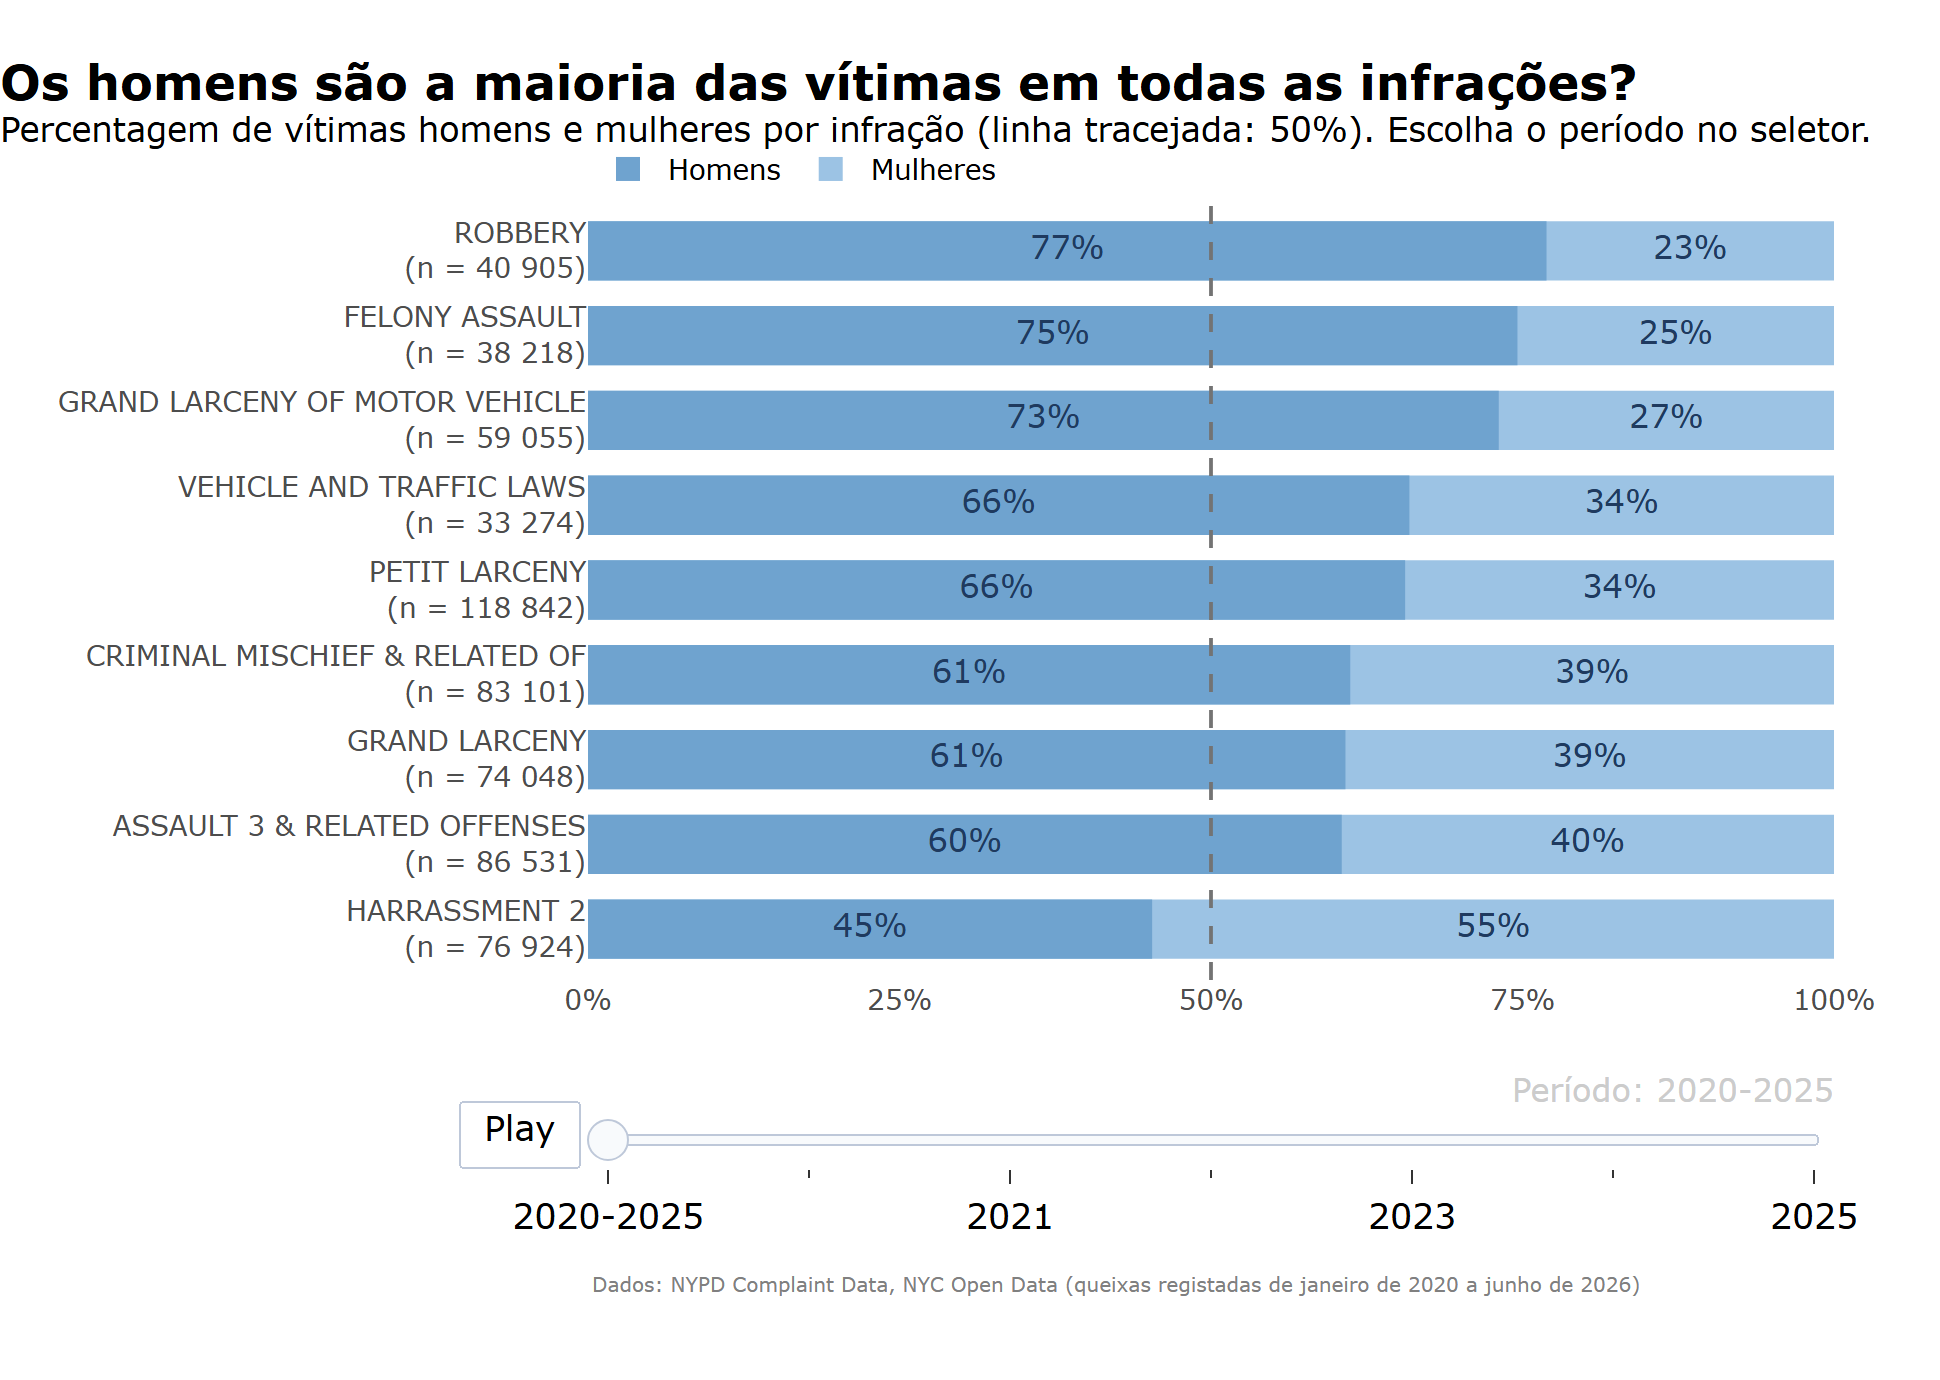 Os homens são a maioria das vítimas em todas as infrações?
Percentagem de vítimas homens e mulheres por infração (linha tracejada: 50%). Escolha o período no seletor.
Homens Mulheres
ROBBERY
(n = 40 905)
77% 23%
FELONY ASSAULT
(n = 38 218)
75% 25%
GRAND LARCENY OF MOTOR VEHICLE
(n = 59 055)
73% 27%
VEHICLE AND TRAFFIC LAWS
(n = 33 274)
66% 34%
PETIT LARCENY
(n = 118 842)
66% 34%
CRIMINAL MISCHIEF & RELATED OF
(n = 83 101)
61% 39%
GRAND LARCENY
(n = 74 048)
61% 39%
ASSAULT 3 & RELATED OFFENSES
(n = 86 531)
60% 40%
HARRASSMENT 2
(n = 76 924)
45% 55%
0% 25% 50% 75% 100%
Período: 2020-2025
Play
2020-2025 2021 2023 2025
Dados: NYPD Complaint Data, NYC Open Data (queixas registadas de janeiro de 2020 a junho de 2026)